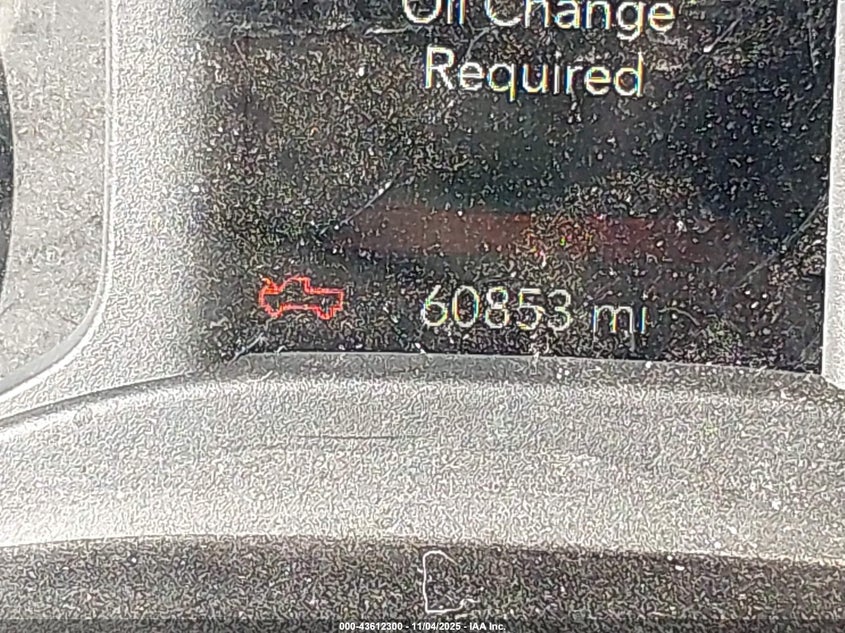 Oil Change
Required
60853 mi
000-43612300 - 11/04/2025 - IAA Inc.